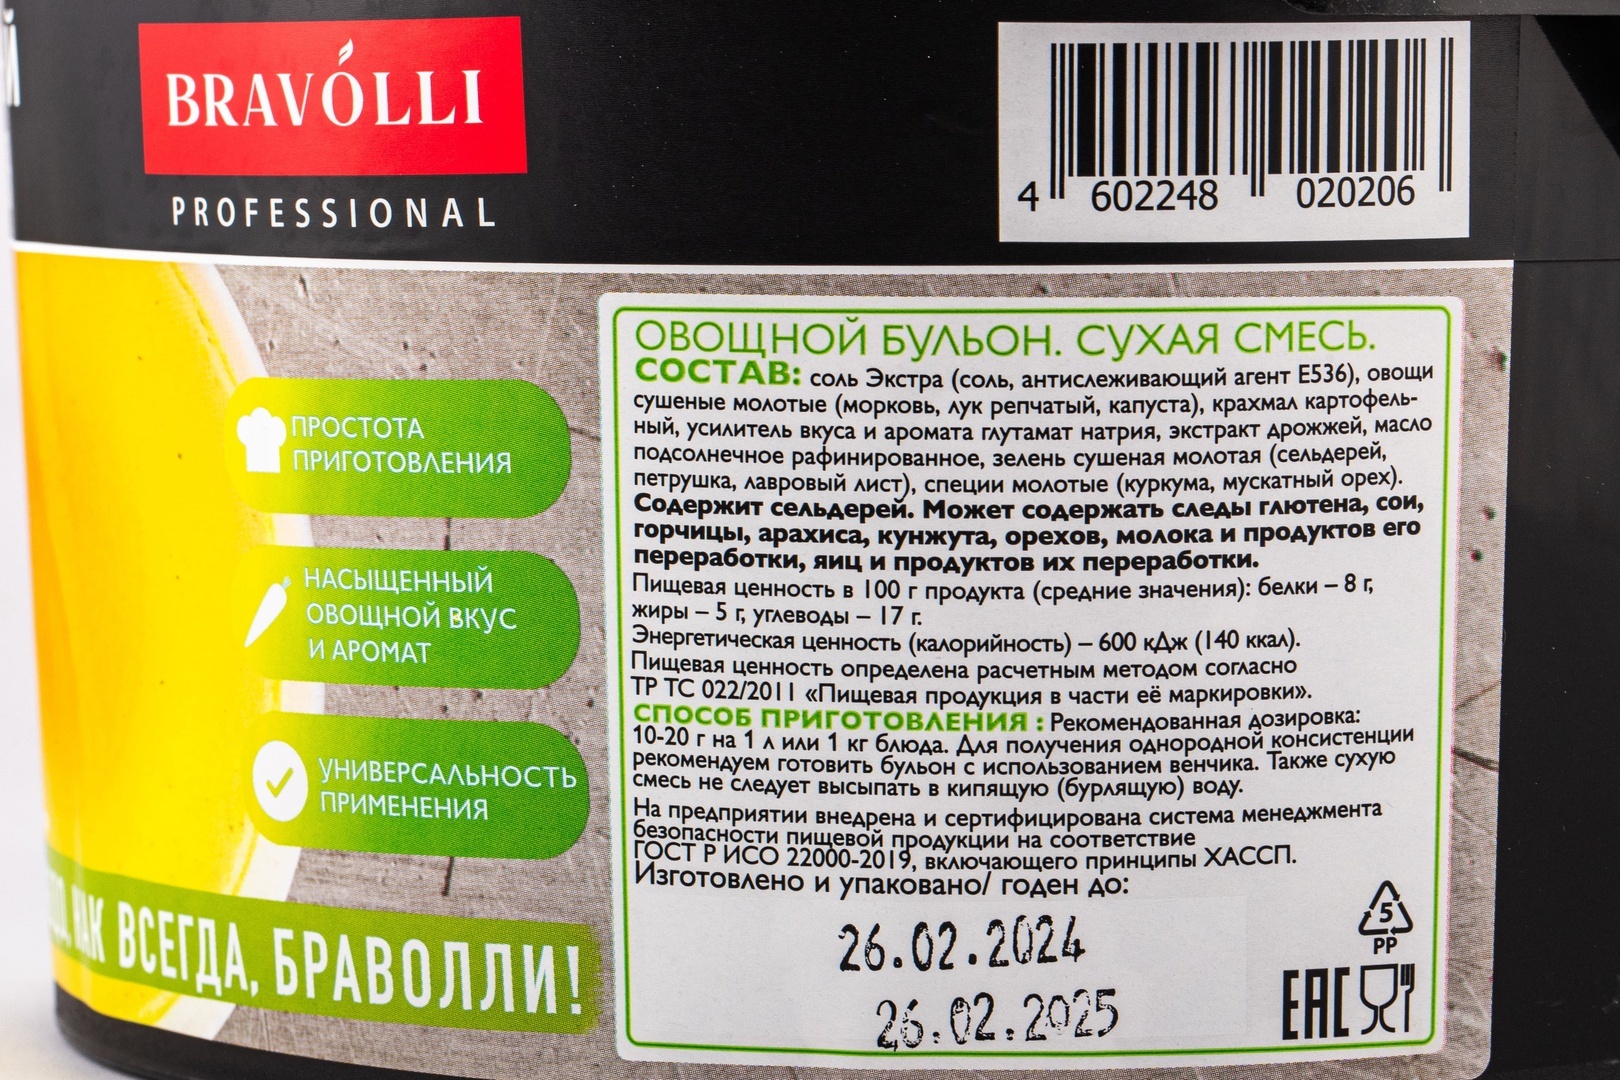 BRAVÓLLI
PROFESSIONAL
4 602248 020206
ПРОСТОТА
ПРИГОТОВЛЕНИЯ
НАСЫЩЕННЫЙ
ОВОЩНОЙ ВКУС
И АРОМАТ
УНИВЕРСАЛЬНОСТЬ
ПРИМЕНЕНИЯ
КАК ВСЕГДА, БРАВОЛЛИ!
ОВОЩНОЙ БУЛЬОН. СУХАЯ СМЕСЬ.
СОСТАВ: соль Экстра (соль, антислеживающий агент Е536), овощи
сушеные молотые (морковь, лук репчатый, капуста), крахмал картофель-
ный, усилитель вкуса и аромата глутамат натрия, экстракт дрожжей, масло
подсолнечное рафинированное, зелень сушеная молотая (сельдерей,
петрушка, лавровый лист), специи молотые (куркума, мускатный орех).
Содержит сельдерей. Может содержать следы глютена, сои,
горчицы, арахиса, кунжута, орехов, молока и продуктов его
переработки, яиц и продуктов их переработки.
Пищевая ценность в 100 г продукта (средние значения): белки – 8 г,
жиры – 5 г, углеводы – 17 г.
Энергетическая ценность (калорийность) – 600 кДж (140 ккал).
Пищевая ценность определена расчетным методом согласно
ТР ТС 022/2011 «Пищевая продукция в части её маркировки».
СПОСОБ ПРИГОТОВЛЕНИЯ : Рекомендованная дозировка:
10-20 г на 1 л или 1 кг блюда. Для получения однородной консистенции
рекомендуем готовить бульон с использованием венчика. Также сухую
смесь не следует высыпать в кипящую (бурлящую) воду.
На предприятии внедрена и сертифицирована система менеджмента
безопасности пищевой продукции на соответствие
ГОСТ Р ИСО 22000-2019, включающего принципы ХАССП.
Изготовлено и упаковано/ годен до:
26.02.2024
26.02.2025
5
PP
EAC